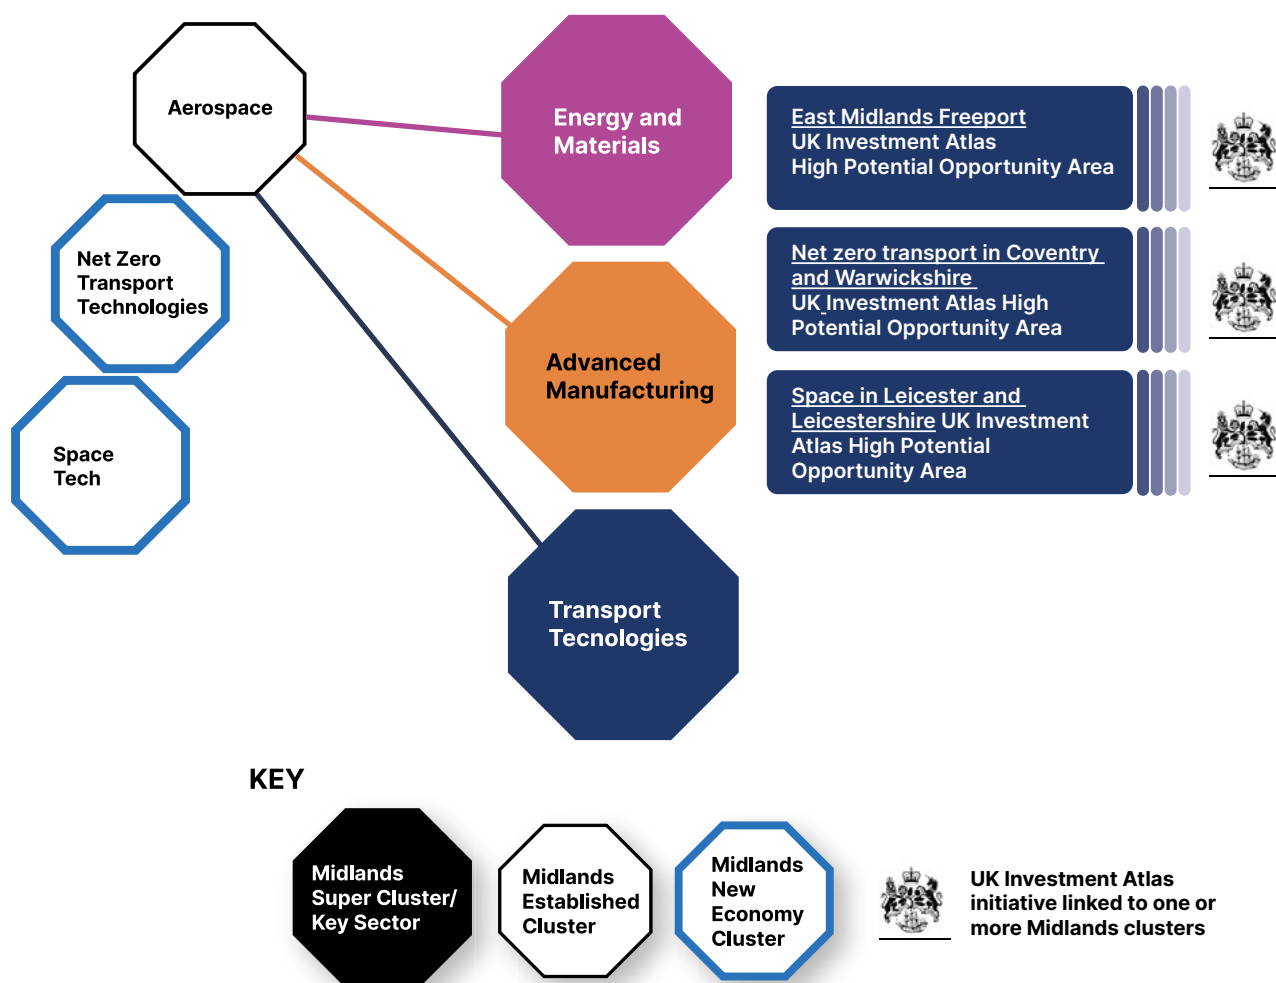 Aerospace
Energy and
Materials
East Midlands Freeport
UK Investment Atlas
High Potential Opportunity Area
Net Zero
Transport
Technologies
Net zero transport in Coventry
and Warwickshire
UK Investment Atlas High
Potential Opportunity Area
Advanced
Manufacturing
Space in Leicester and
Leicestershire UK Investment
Atlas High Potential
Opportunity Area
Space
Tech
Transport
Tecnologies
KEY
Midlands
Super Cluster/
Key Sector
Midlands
Established
Cluster
Midlands
New
Economy
Cluster
UK Investment Atlas
initiative linked to one or
more Midlands clusters